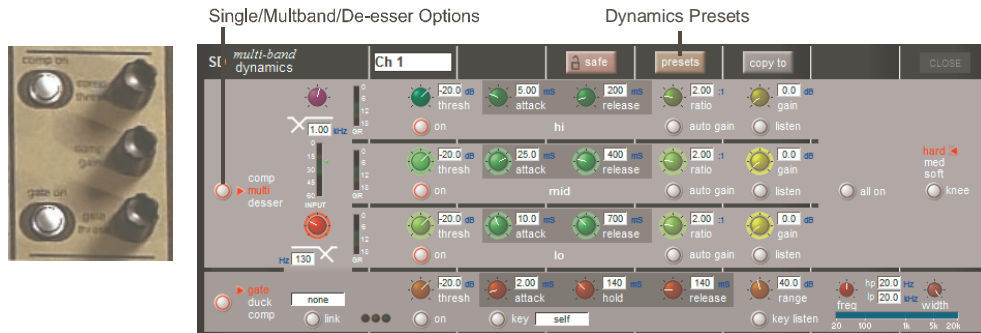 Single/Multband/De-esser Options
Dynamics Presets
comp on
comp
thresh
comp
gain
gate on
gate
thresh
SD
multi-band
dynamics
Ch 1
safe
presets
copy to
CLOSE
1.00 kHz
GR
-20.0 dB
thresh
5.00 mS
attack
200 mS
release
2.00 :1
ratio
0.0 dB
gain
on
hi
auto gain
listen
comp
multi
desser
INPUT
GR
-20.0 dB
thresh
25.0 mS
attack
400 mS
release
2.00 :1
ratio
0.0 dB
gain
on
mid
auto gain
listen
all on
hard
med
soft
knee
Hz 130
GR
-20.0 dB
thresh
10.0 mS
attack
700 mS
release
2.00 :1
ratio
0.0 dB
gain
on
lo
auto gain
listen
gate
duck
comp
none
link
-20.0 dB
thresh
2.00 mS
attack
140 mS
hold
140 mS
release
40.0 dB
range
on
key
self
key listen
hp 20.0 Hz
lp 20.0 kHz
freq
width
20 100 1k 5k 20k